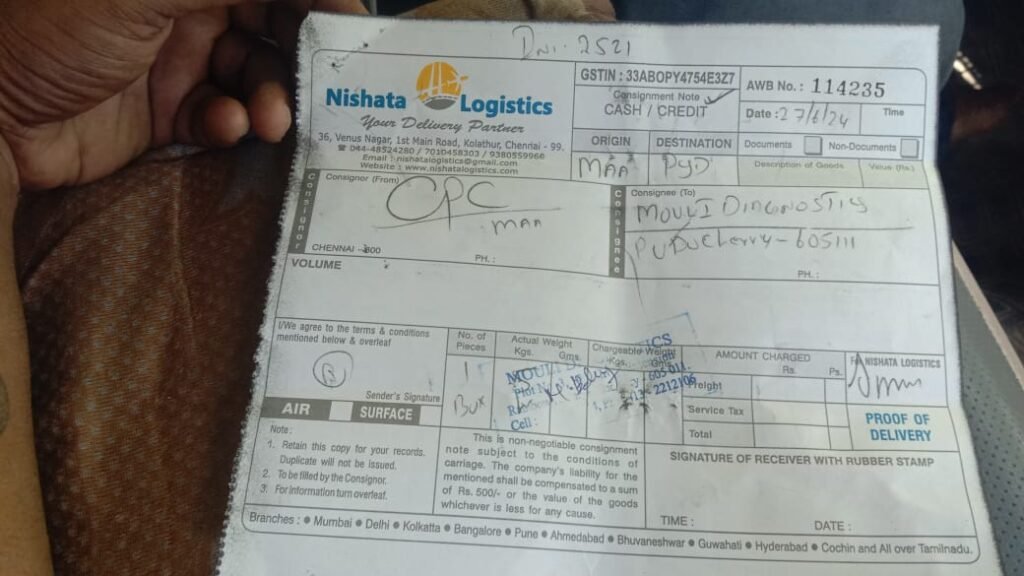 Dni. 2521
Nishata Logistics
Your Delivery Partner
36, Venus Nagar, 1st Main Road, Kolathur, Chennai - 99.
☎ 044-48524280 / 7010458303 / 9380559966
Email : nishatalogistics@gmail.com
Website : www.nishatalogistics.com
GSTIN : 33ABOPY4754E3Z7
Consignment Note
CASH / CREDIT
AWB No. : 114235
Date : 27/6/24 Time
ORIGIN DESTINATION
MAA PYD
Documents Non-Documents
Description of Goods Value (Rs.)
Consignor
Consignor (From)
CPC
MAA
CHENNAI - 600
PH. :
Consignee
Consignee (To)
MOULI DIAGNOSTICS
PUDUCHERRY - 605111
PH. :
VOLUME
I/We agree to the terms & conditions
mentioned below & overleaf
Sender's Signature
AIR SURFACE
No. of
Pieces
1
Box
Actual Weight
Kgs. Gms.
Chargeable Weight
Kgs. Gms.
MOULI
Cell :
605 011.
2212106
AMOUNT CHARGED
Rs. Ps.
Freight
Service Tax
Total
NISHATA LOGISTICS
PROOF OF
DELIVERY
Note :
1. Retain this copy for your records.
Duplicate will not be issued.
2. To be filled by the Consignor.
3. For information turn overleaf.
This is non-negotiable consignment
note subject to the conditions of
carriage. The company's liability for the
mentioned shall be compensated to a sum
of Rs. 500/- or the value of the goods
whichever is less for any cause.
SIGNATURE OF RECEIVER WITH RUBBER STAMP
TIME : DATE :
Branches : ● Mumbai ● Delhi ● Kolkatta ● Bangalore ● Pune ● Ahmedabad ● Bhuvaneshwar ● Guwahati ● Hyderabad ● Cochin and All over Tamilnadu.